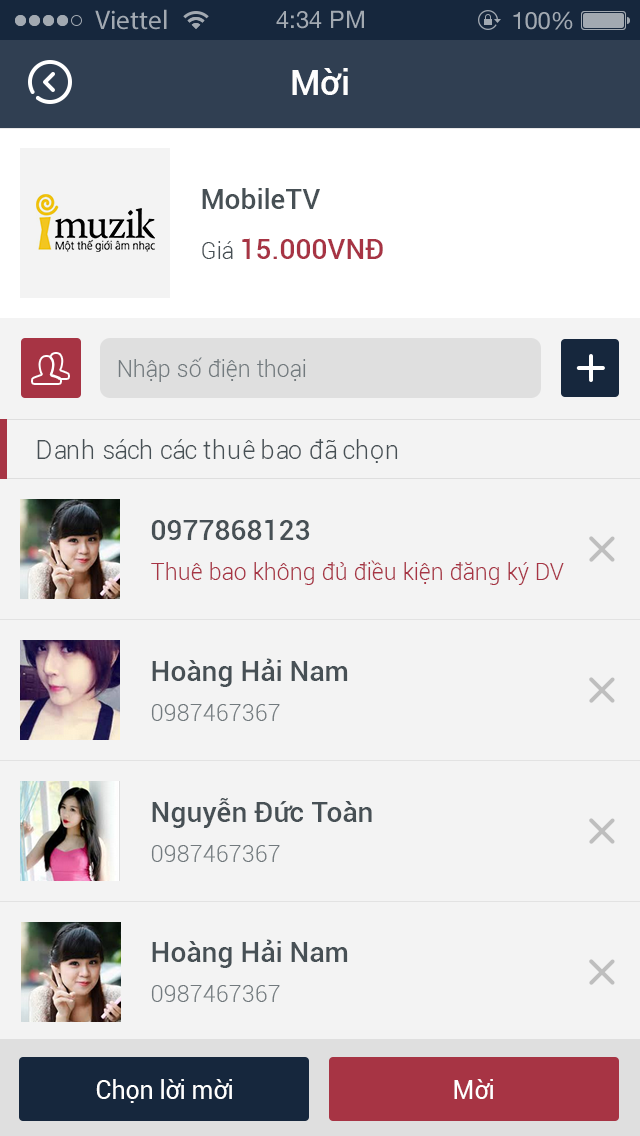 Viettel 4:34 PM 100%
Mời
imuzik
Một thế giới âm nhạc
MobileTV
Giá 15.000VNĐ
Nhập số điện thoại
Danh sách các thuê bao đã chọn
0977868123
Thuê bao không đủ điều kiện đăng ký DV
Hoàng Hải Nam
0987467367
Nguyễn Đức Toàn
0987467367
Hoàng Hải Nam
0987467367
Chọn lời mời
Mời